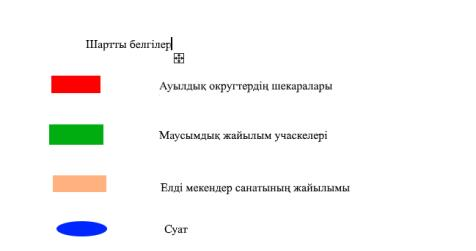 Шартты белгілер
Ауылдық округтердің шекаралары
Маусымдық жайылым учаскелері
Елді мекендер санатының жайылымы
Суат